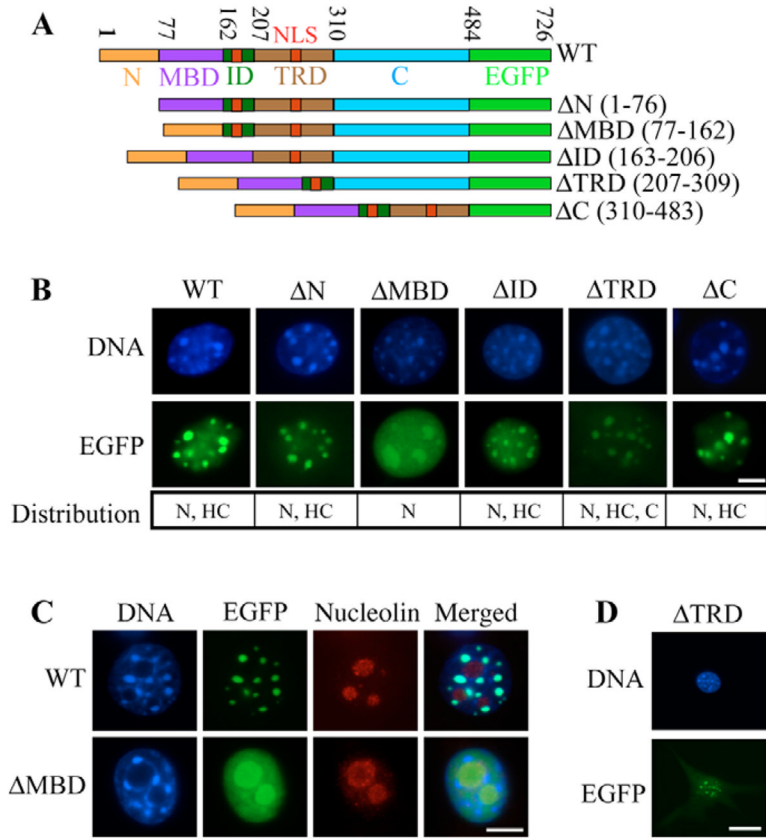 A
1 77 162 207 310 484 726
NLS
WT
N MBD ID TRD C EGFP
ΔN (1-76)
ΔMBD (77-162)
ΔID (163-206)
ΔTRD (207-309)
ΔC (310-483)
B
WT ΔN ΔMBD ΔID ΔTRD ΔC
DNA
EGFP
Distribution N, HC N, HC N N, HC N, HC, C N, HC
C
DNA EGFP Nucleolin Merged
WT
ΔMBD
D
ΔTRD
DNA
EGFP